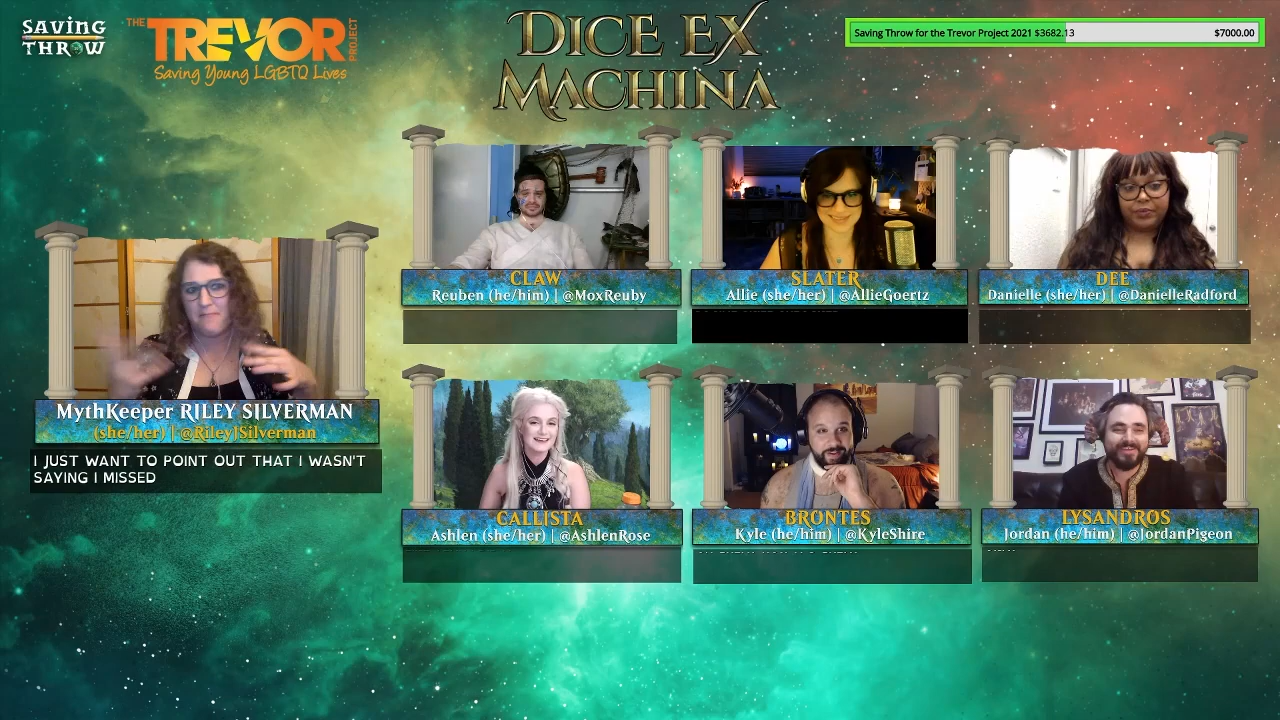 SAVING
THROW
THE
TREVOR
PROJECT
Saving Young LGBTQ Lives
DICE EX
MACHINA
Saving Throw for the Trevor Project 2021 $3682.13
$7000.00
CLAW
Reuben (he/him) | @MoxReuby
SLATER
Allie (she/her) | @AllieGoertz
DEE
Danielle (she/her) | @DanielleRadford
MythKeeper RILEY SILVERMAN
(she/her) | @RileyJSilverman
I JUST WANT TO POINT OUT THAT I WASN'T
SAYING I MISSED
CALLISTA
Ashlen (she/her) | @AshlenRose
BRONTES
Kyle (he/him) | @KyleShire
LYSANDROS
Jordan (he/him) | @JordanPigeon